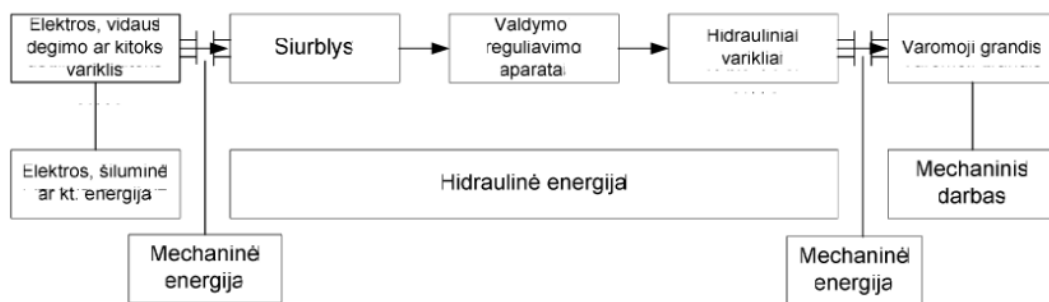 Elektros, vidaus
degimo ar kitoks
variklis
Siurblys
Valdymo
reguliavimo
aparatai
Hidrauliniai
varikliai
Varomoji grandis
Elektros, šiluminė
ar kt. energija
Hidraulinė energija
Mechaninis
darbas
Mechaninė
energija
Mechaninė
energija